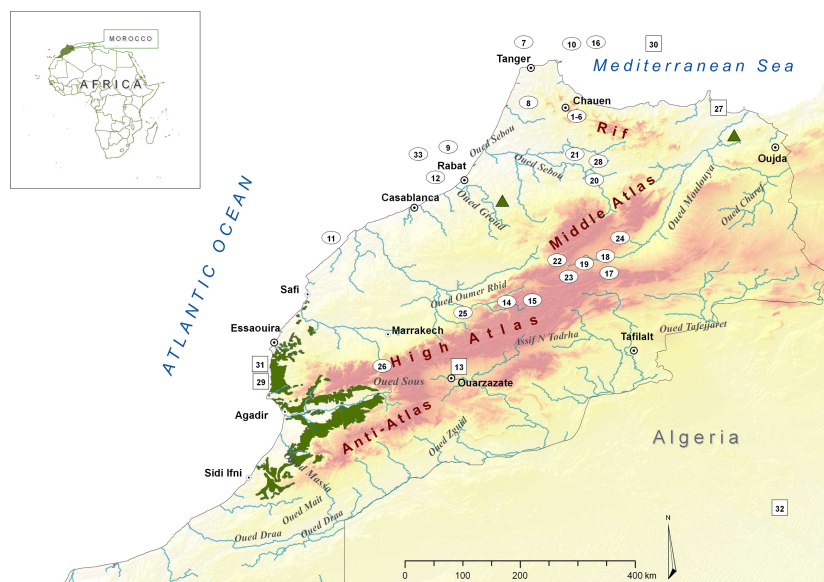 MOROCCO
AFRICA
7
10
16
30
Tanger
Mediterranean Sea
8
Chauen
1-6
27
Rif
9
33
Oued Sebou
21
28
Oujda
Rabat
Oued Sebou
12
20
Casablanca
Oued Groud
Middle Atlas
Oued Moulouya
Oued Charef
ATLANTIC OCEAN
11
24
22
19
18
23
17
Safi
Oued Oumer Rbid
14
15
25
Essaouira
Marrakech
High Atlas
Assif N Todrha
Tafilalt
Oued Tafejjaret
31
26
13
29
Oued Sous
Ouarzazate
Agadir
Anti-Atlas
Oued Zguid
Algeria
Sidi Ifni
Oued Massa
Oued Mait
Oued Draa
Oued Draa
32
N
0 100 200 400 km